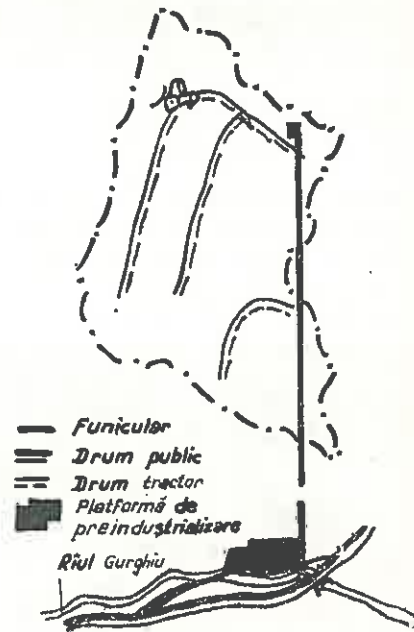 Funicular
Drum public
Drum tractor
Platformă de
preindustrializare
Rîul Gurghiu